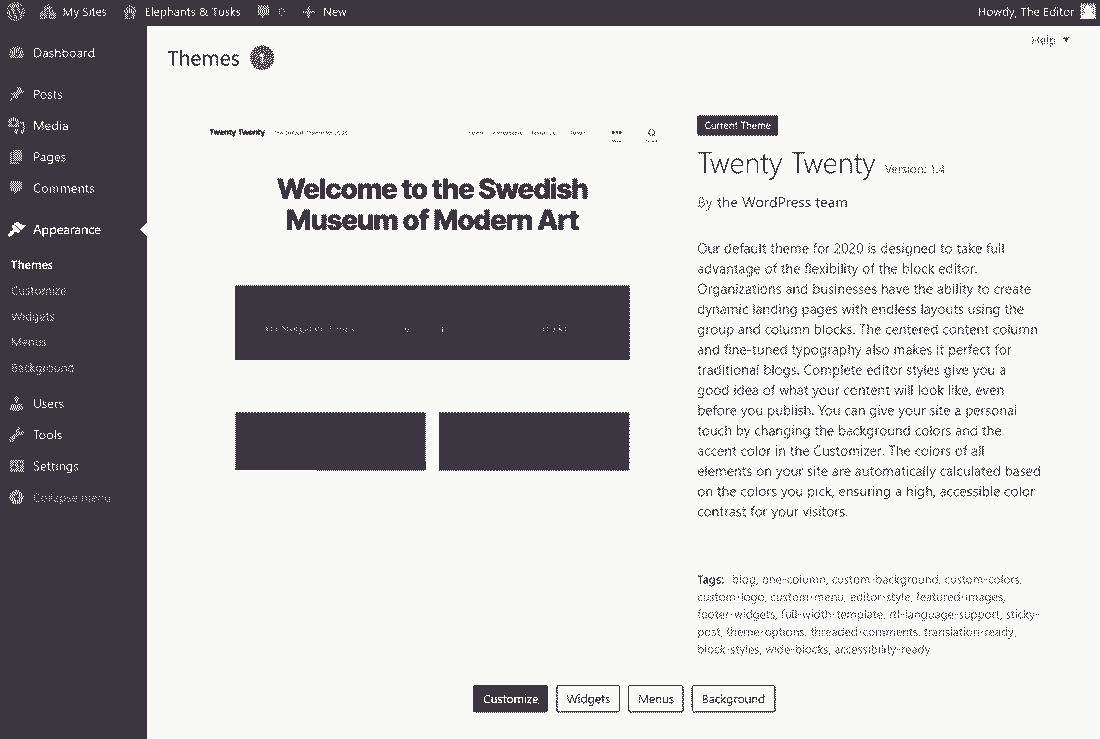 My Sites Elephants & Tusks 0 New Howdy, The Editor
Help
Dashboard
Posts
Media
Pages
Comments
Appearance
Themes
Customize
Widgets
Menus
Background
Users
Tools
Settings
Collapse menu
Themes 1
Twenty Twenty
Welcome to the Swedish
Museum of Modern Art
Current Theme
Twenty Twenty Version: 1.4
By the WordPress team
Our default theme for 2020 is designed to take full
advantage of the flexibility of the block editor.
Organizations and businesses have the ability to create
dynamic landing pages with endless layouts using the
group and column blocks. The centered content column
and fine-tuned typography also makes it perfect for
traditional blogs. Complete editor styles give you a
good idea of what your content will look like, even
before you publish. You can give your site a personal
touch by changing the background colors and the
accent color in the Customizer. The colors of all
elements on your site are automatically calculated based
on the colors you pick, ensuring a high, accessible color
contrast for your visitors.
Tags: blog, one-column, custom-background, custom-colors,
custom-logo, custom-menu, editor-style, featured-images,
footer-widgets, full-width-template, rtl-language-support, sticky-
post, theme-options, threaded-comments, translation-ready,
block-styles, wide-blocks, accessibility-ready
Customize Widgets Menus Background